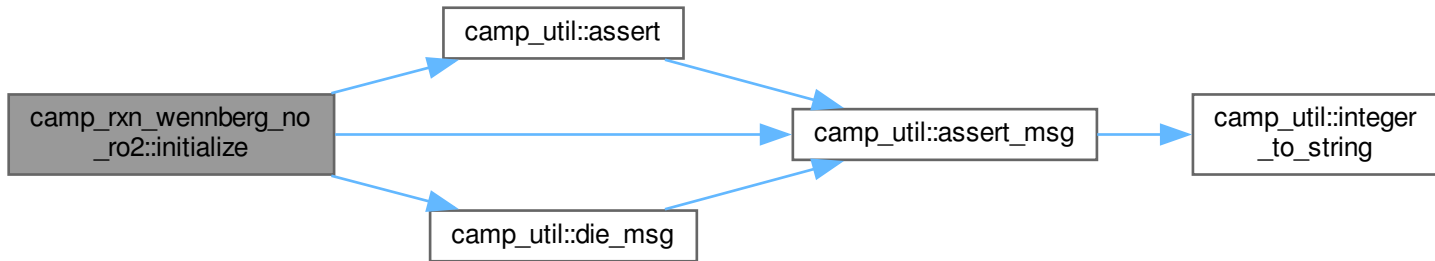 camp_util::assert
camp_rxn_wennberg_no
_ro2::initialize
camp_util::assert_msg
camp_util::integer
_to_string
camp_util::die_msg